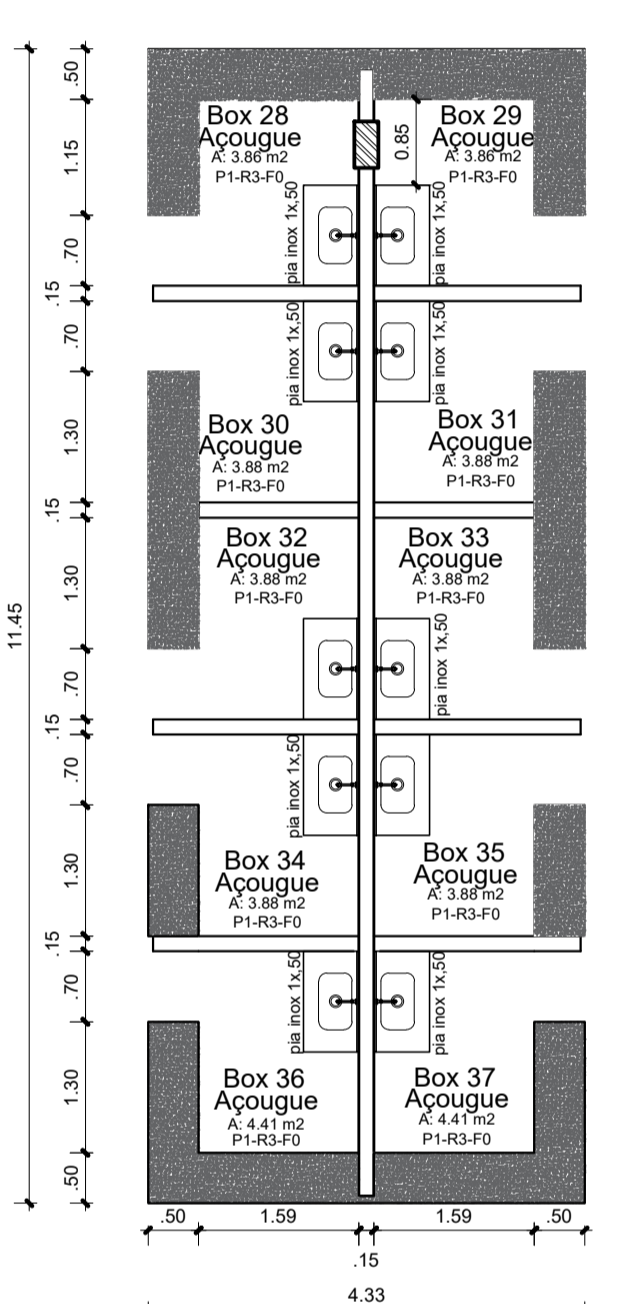 .50
1.15
.70
.15
.70
1.30
.15
1.30
.70
.15
.70
1.30
.15
.70
1.30
.50
11.45
Box 28
Açougue
A: 3.86 m2
P1-R3-F0
0.85
Box 29
Açougue
A: 3.86 m2
P1-R3-F0
pia inox 1x,50
pia inox 1x,50
pia inox 1x,50
pia inox 1x,50
Box 30
Açougue
A: 3.88 m2
P1-R3-F0
Box 31
Açougue
A: 3.88 m2
P1-R3-F0
Box 32
Açougue
A: 3.88 m2
P1-R3-F0
Box 33
Açougue
A: 3.88 m2
P1-R3-F0
pia inox 1x,50
pia inox 1x,50
Box 34
Açougue
A: 3.88 m2
P1-R3-F0
Box 35
Açougue
A: 3.88 m2
P1-R3-F0
pia inox 1x,50
pia inox 1x,50
Box 36
Açougue
A: 4.41 m2
P1-R3-F0
Box 37
Açougue
A: 4.41 m2
P1-R3-F0
.50
1.59
1.59
.50
.15
4.33